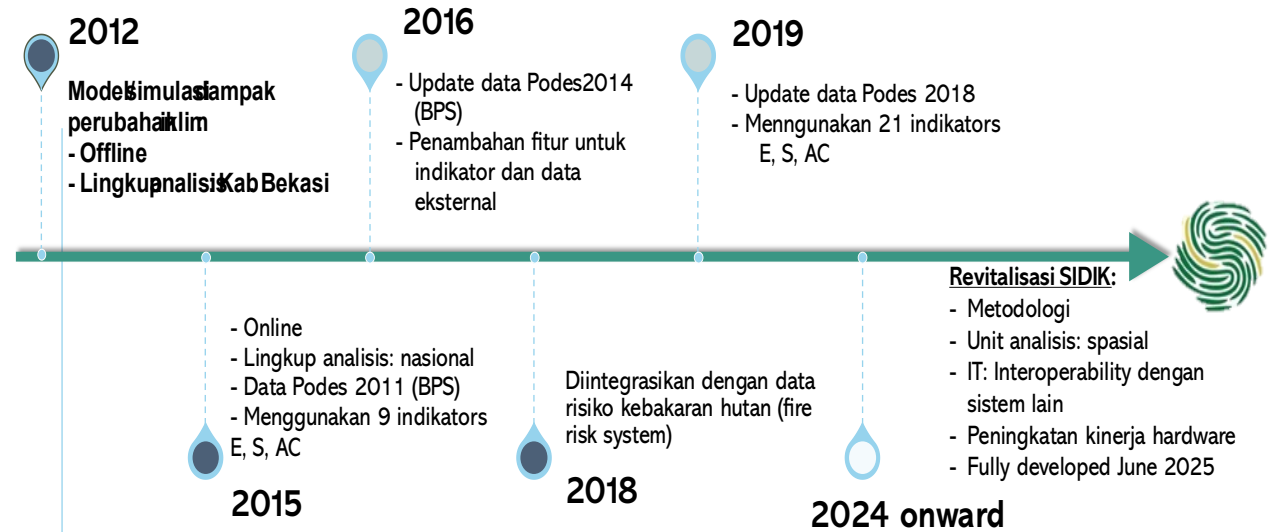 2012
Model/simulasi dampak
perubahan iklim:
- Offline
- Lingkup analisis: Kab. Bekasi
2016
- Update data Podes2014
(BPS)
- Penambahan fitur untuk
indikator dan data
eksternal
2019
- Update data Podes 2018
- Menngunakan 21 indikators
E, S, AC
- Online
- Lingkup analisis: nasional
- Data Podes 2011 (BPS)
- Menggunakan 9 indikators
E, S, AC
2015
Diintegrasikan dengan data
risiko kebakaran hutan (fire
risk system)
2018
Revitalisasi SIDIK:
- Metodologi
- Unit analisis: spasial
- IT: Interoperability dengan
sistem lain
- Peningkatan kinerja hardware
- Fully developed June 2025
2024 onward